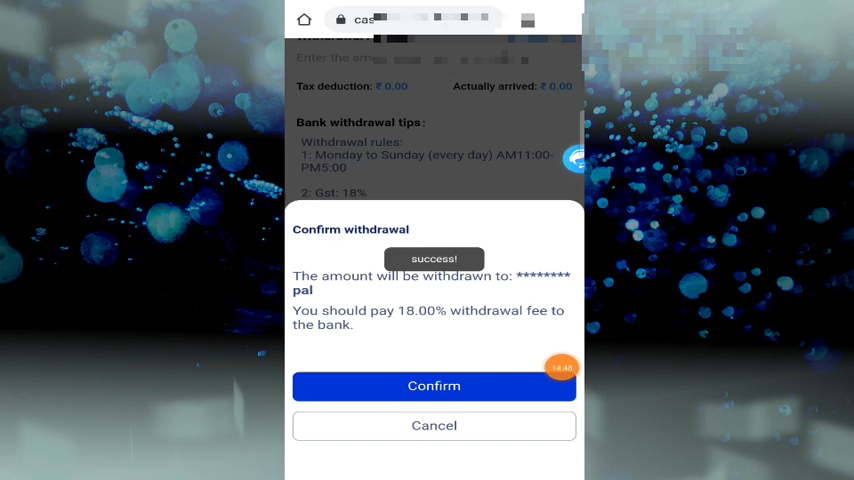 cas
Enter the am
Tax deduction: ₹ 0.00 Actually arrived: ₹ 0.00
Bank withdrawal tips:
Withdrawal rules:
1: Monday to Sunday (every day) AM11:00-
PM5:00
2: Gst: 18%
Confirm withdrawal
success!
The amount will be withdrawn to: ********
pal
You should pay 18.00% withdrawal fee to
the bank.
14:48
Confirm
Cancel